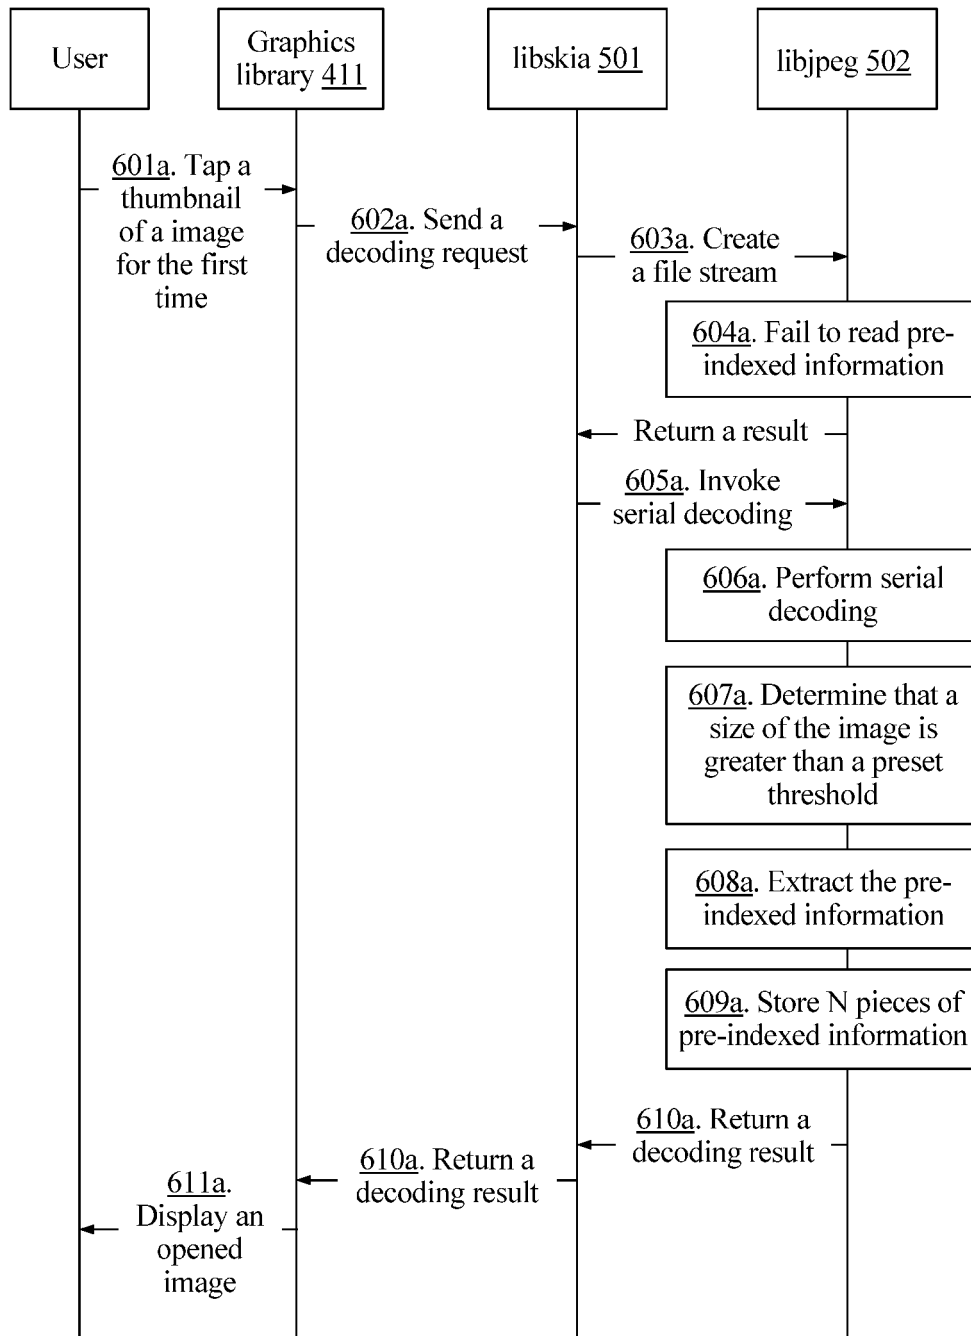 User
Graphics
library 411
libskia 501
libjpeg 502
601a. Tap a
thumbnail
of a image
for the first
time
602a. Send a
decoding request
603a. Create
a file stream
604a. Fail to read pre-
indexed information
Return a result
605a. Invoke
serial decoding
606a. Perform serial
decoding
607a. Determine that a
size of the image is
greater than a preset
threshold
608a. Extract the pre-
indexed information
609a. Store N pieces of
pre-indexed information
610a. Return a
decoding result
610a. Return a
decoding result
611a.
Display an
opened
image